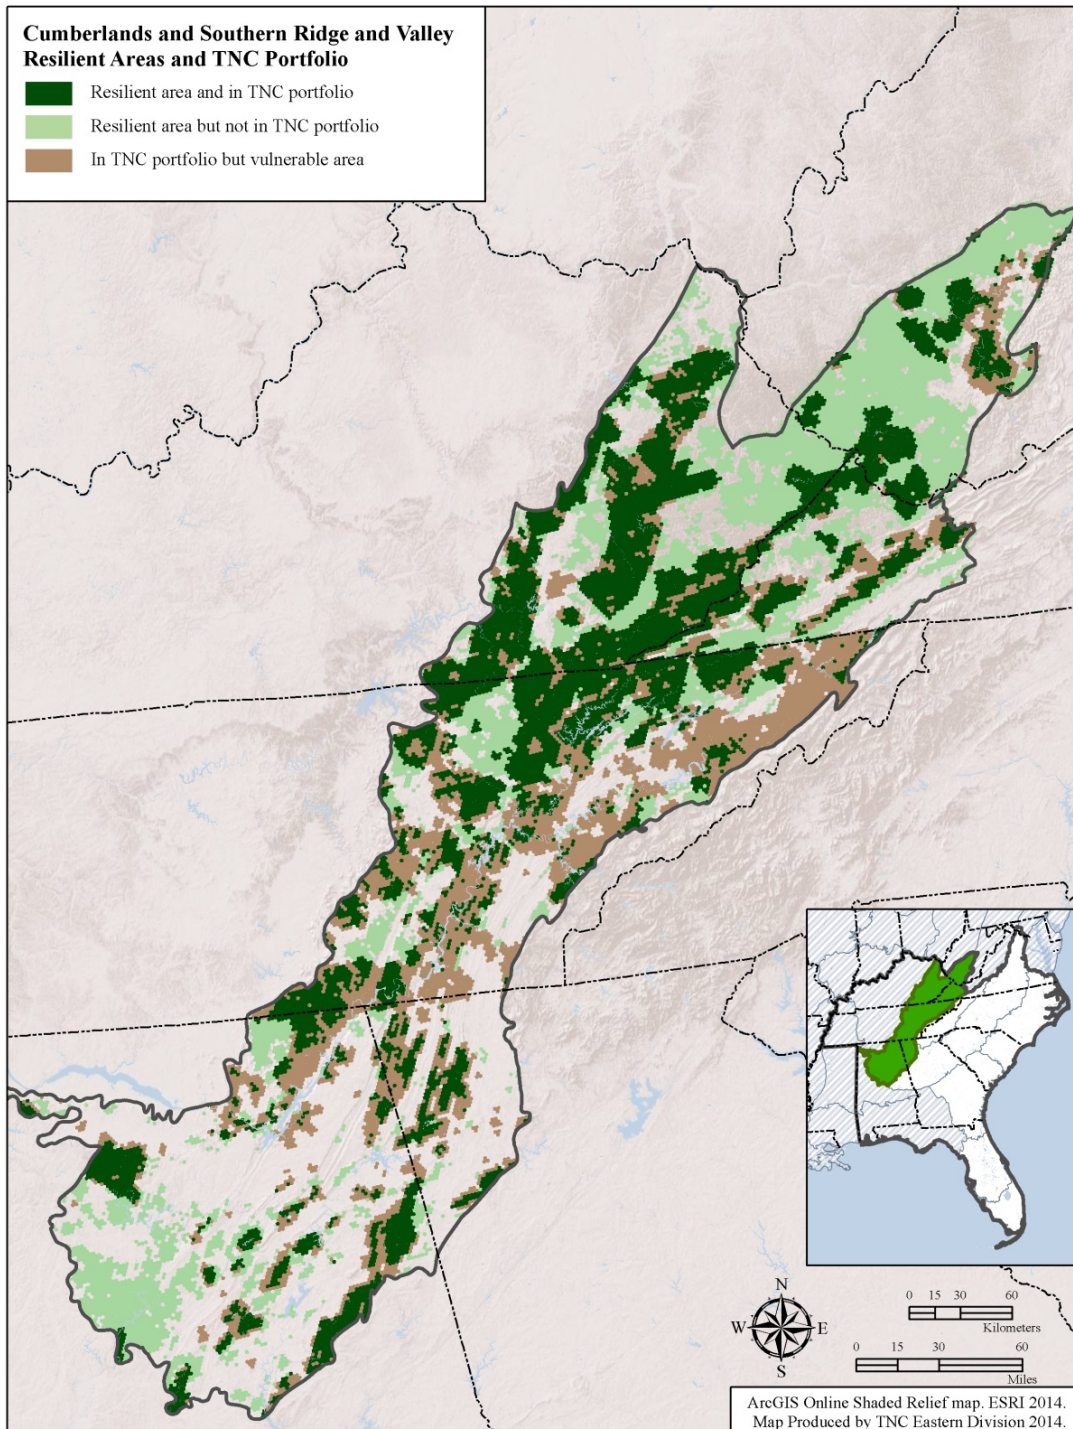 Cumberlands and Southern Ridge and Valley
Resilient Areas and TNC Portfolio
Resilient area and in TNC portfolio
Resilient area but not in TNC portfolio
In TNC portfolio but vulnerable area
N
W E
S
0 15 30 60
Kilometers
0 15 30 60
Miles
ArcGIS Online Shaded Relief map. ESRI 2014.
Map Produced by TNC Eastern Division 2014.